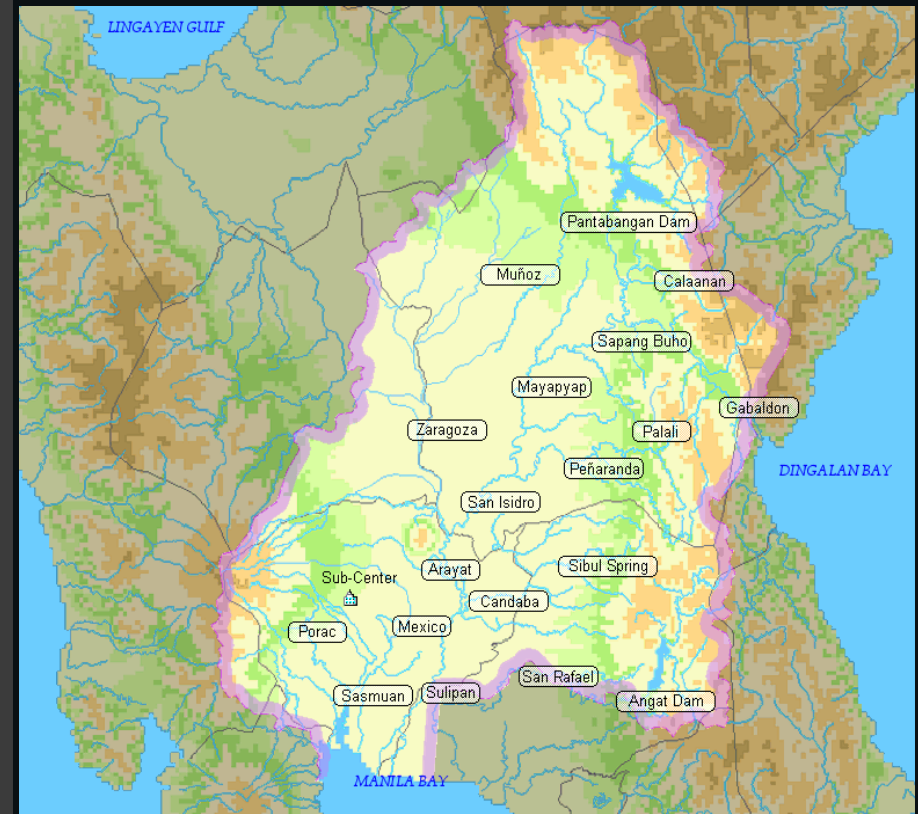 LINGAYEN GULF
Pantabangan Dam
Muñoz
Calaanan
Sapang Buho
Mayapyap
Gabaldon
Zaragoza
Palali
Peñaranda
DINGALAN BAY
San Isidro
Arayat
Sibul Spring
Sub-Center
Candaba
Porac
Mexico
San Rafael
Sasmuan
Sulipan
Angat Dam
MANILA BAY